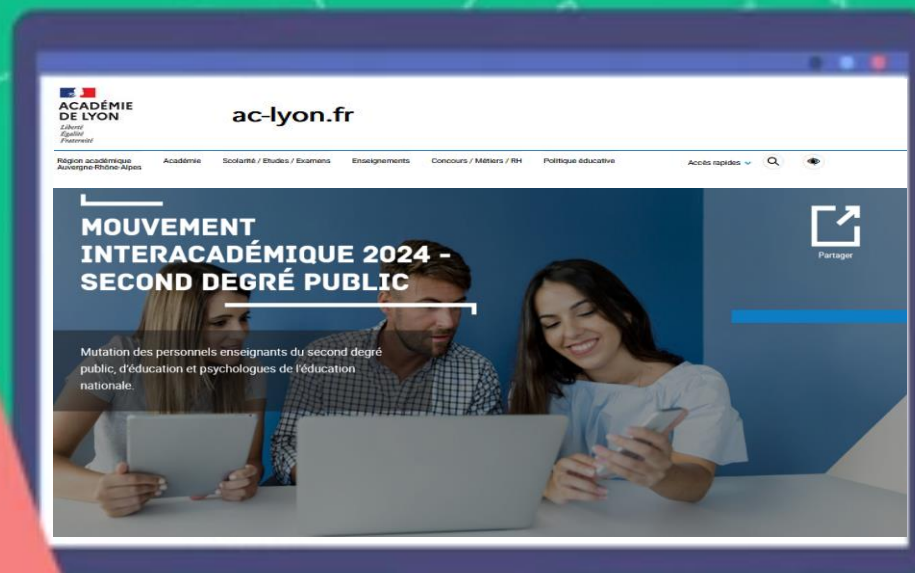 ACADÉMIE
DE LYON
Liberté
Égalité
Fraternité
ac-lyon.fr
Région académique
Auvergne-Rhône-Alpes
Académie
Scolarité / Etudes / Examens
Enseignements
Concours / Métiers / RH
Politique éducative
Accès rapides
MOUVEMENT
INTERACADÉMIQUE 2024 -
SECOND DEGRÉ PUBLIC
Partager
Mutation des personnels enseignants du second degré
public, d'éducation et psychologues de l'éducation
nationale.